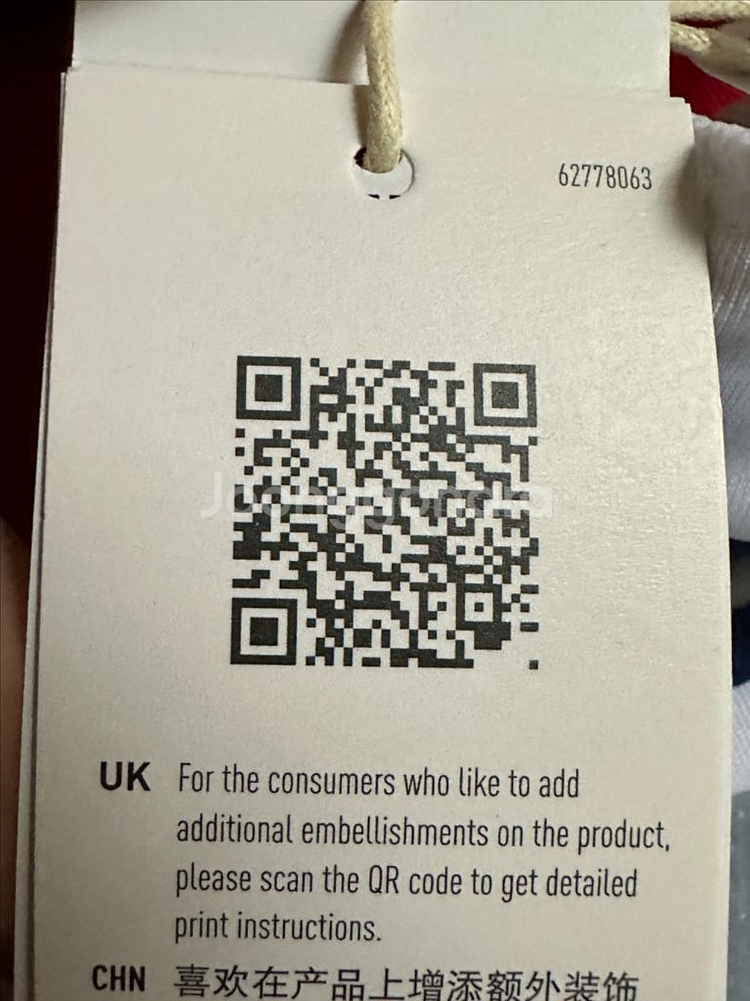 62778063
Joonggonara
UK For the consumers who like to add
additional embellishments on the product,
please scan the QR code to get detailed
print instructions.
CHN 喜欢在产品上增添额外装饰